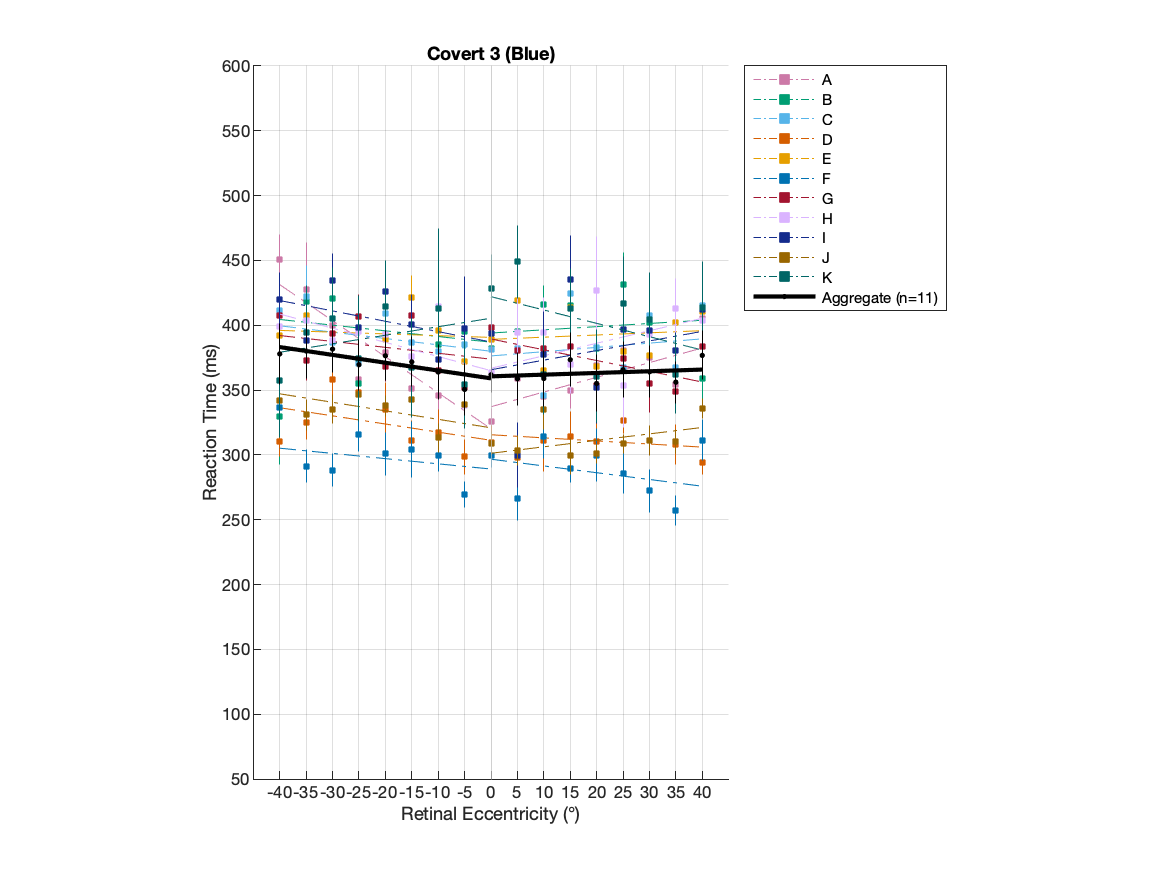 Covert 3 (Blue)
600
550
500
450
400
350
300
250
200
150
100
50
Reaction Time (ms)
-40 -35 -30 -25 -20 -15 -10 -5 0 5 10 15 20 25 30 35 40
Retinal Eccentricity (°)
A
B
C
D
E
F
G
H
I
J
K
Aggregate (n=11)